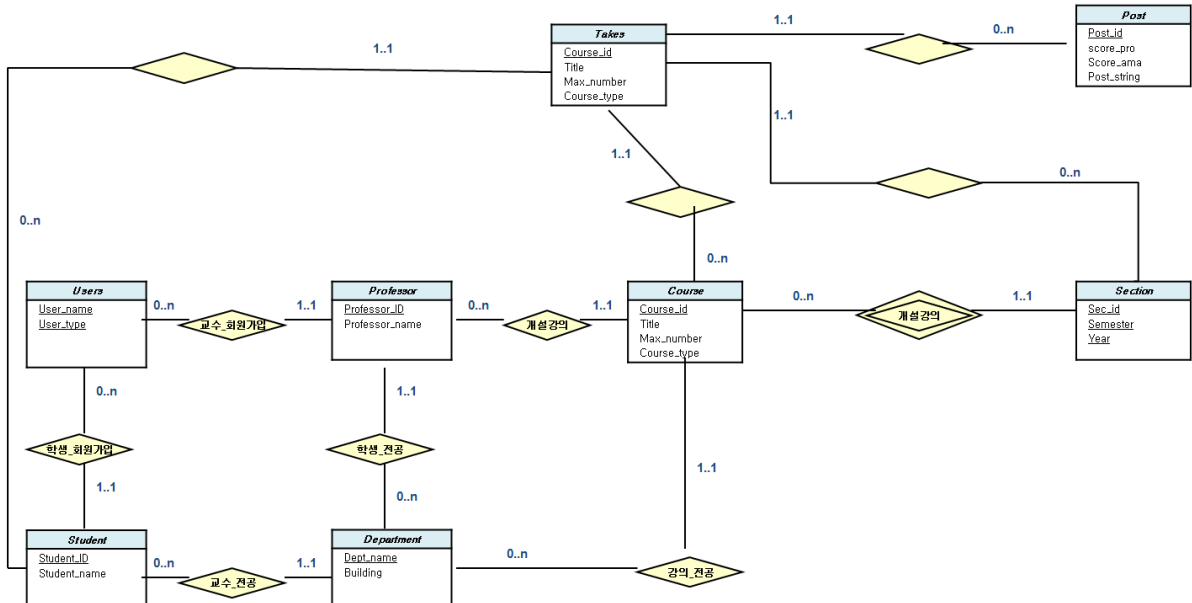 Takes
Course_id
Title
Max_number
Course_type
Post
Post_id
score_pro
Score_ama
Post_string
1..1
1..1
0..n
1..1
1..1
0..n
0..n
0..n
Users
User_name
User_type
0..n
교수_회원가입
1..1
Professor
Professor_ID
Professor_name
0..n
개설강의
1..1
Course
Course_id
Title
Max_number
Course_type
0..n
개설강의
1..1
Section
Sec_id
Semester
Year
0..n
1..1
학생_회원가입
학생_전공
1..1
1..1
0..n
Student
Student_ID
Student_name
0..n
교수_전공
1..1
Department
Dept_name
Building
0..n
강의_전공